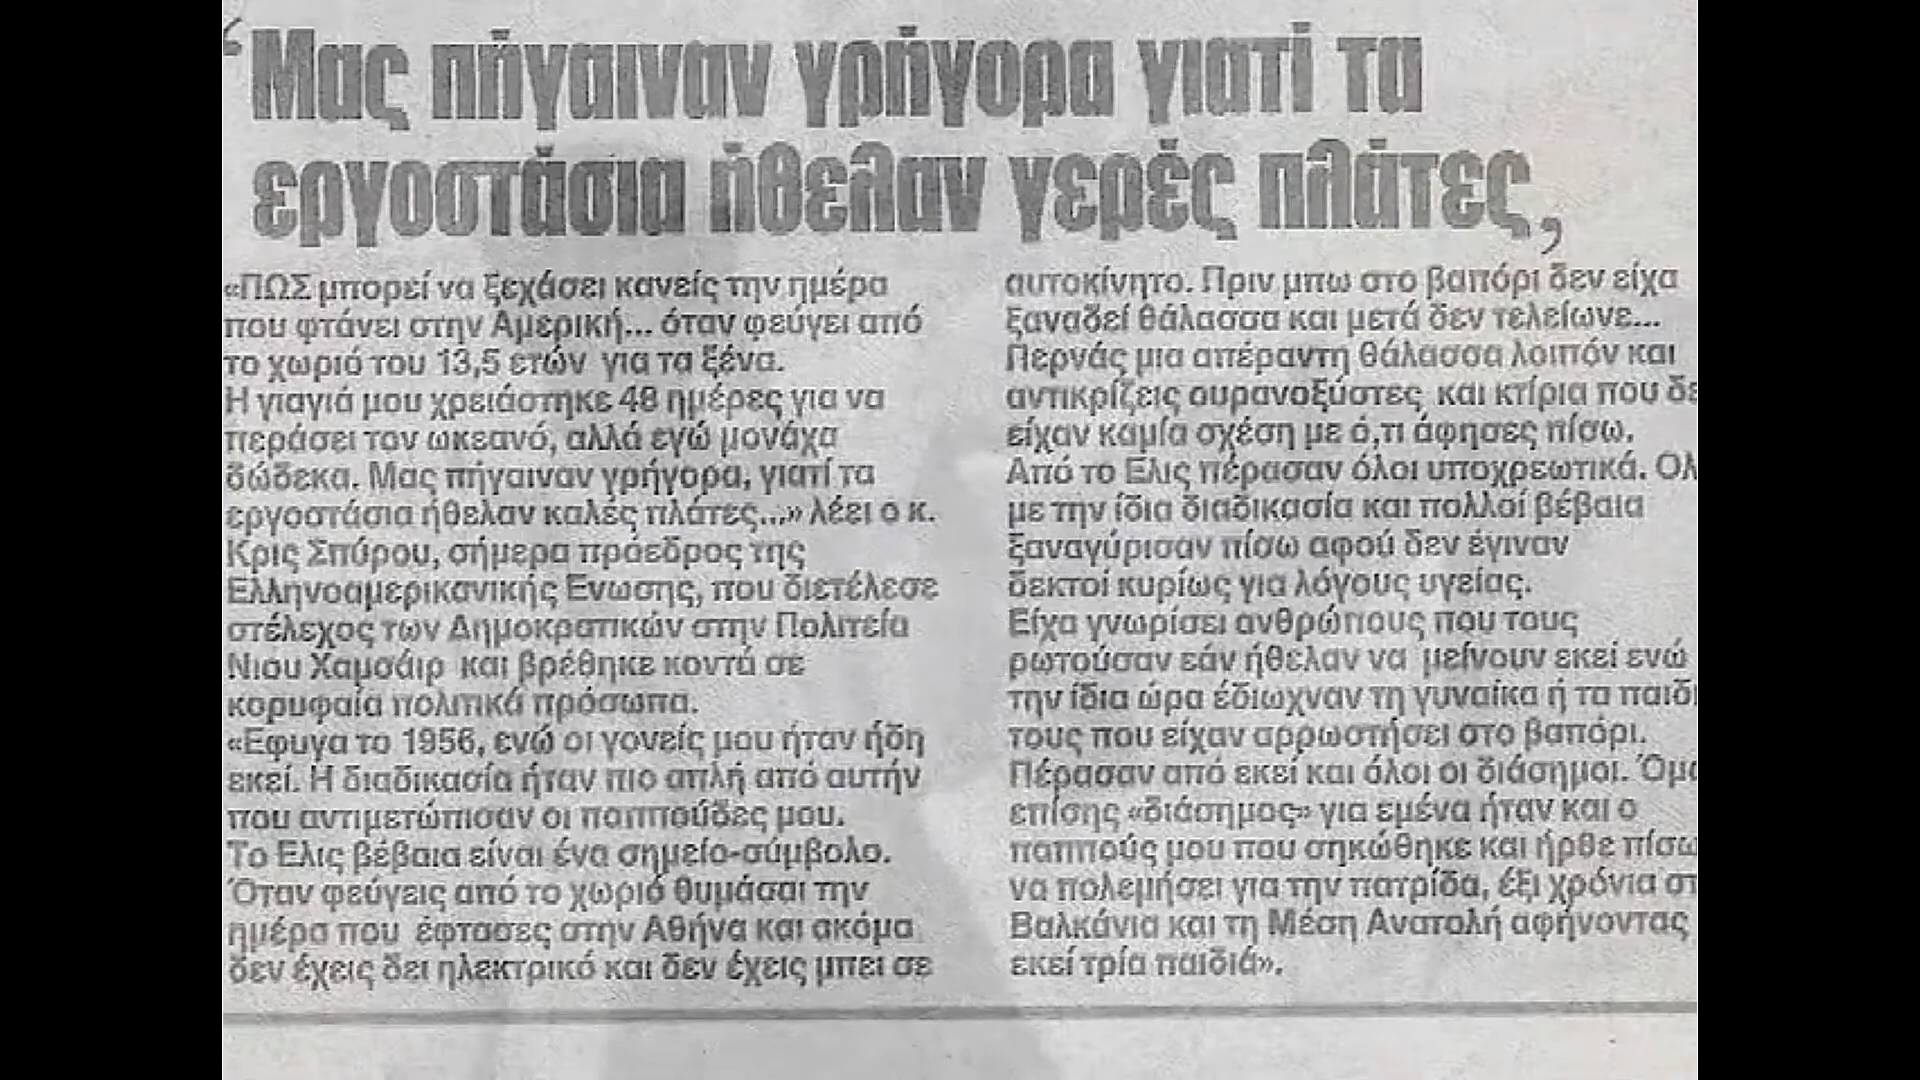 ‘Μας πήγαιναν γρήγορα γιατί τα
εργοστάσια ήθελαν γερές πλάτες,
«ΠΩΣ μπορεί να ξεχάσει κανείς την ημέρα
που φτάνει στην Αμερική... όταν φεύγει από
το χωριό του 13,5 ετών για τα ξένα.
Η γιαγιά μου χρειάστηκε 48 ημέρες για να
περάσει τον ωκεανό, αλλά εγώ μονάχα
δώδεκα. Μας πήγαιναν γρήγορα, γιατί τα
εργοστάσια ήθελαν καλές πλάτες...» λέει ο κ.
Κρις Σπύρου, σήμερα πρόεδρος της
Ελληνοαμερικανικής Ενωσης, που διετέλεσε
στέλεχος των Δημοκρατικών στην Πολιτεία
Νιου Χαμσάιρ και βρέθηκε κοντά σε
κορυφαία πολιτικά πρόσωπα.
«Εφυγα το 1956, ενώ οι γονείς μου ήταν ήδη
εκεί. Η διαδικασία ήταν πιο απλή από αυτήν
που αντιμετώπισαν οι παππούδες μου.
Το Ελις βέβαια είναι ένα σημείο-σύμβολο.
Όταν φεύγεις από το χωριό θυμάσαι την
ημέρα που έφτασες στην Αθήνα και ακόμα
δεν έχεις δει ηλεκτρικό και δεν έχεις μπει σε
αυτοκίνητο. Πριν μπω στο βαπόρι δεν είχα
ξαναδεί θάλασσα και μετά δεν τελείωνε...
Περνάς μια απέραντη θάλασσα λοιπόν και
αντικρίζεις ουρανοξύστες και κτίρια που δε
είχαν καμία σχέση με ό,τι άφησες πίσω.
Από το Ελις πέρασαν όλοι υποχρεωτικά. Ολ
με την ίδια διαδικασία και πολλοί βέβαια
ξαναγύρισαν πίσω αφού δεν έγιναν
δεκτοί κυρίως για λόγους υγείας.
Είχα γνωρίσει ανθρώπους που τους
ρωτούσαν εάν ήθελαν να μείνουν εκεί ενώ
την ίδια ώρα έδιωχναν τη γυναίκα ή τα παιδι
τους που είχαν αρρωστήσει στο βαπόρι.
Πέρασαν από εκεί και όλοι οι διάσημοι. Όμω
επίσης «διάσημος» για εμένα ήταν και ο
παππούς μου που σηκώθηκε και ήρθε πίσω
να πολεμήσει για την πατρίδα, έξι χρόνια στ
Βαλκάνια και τη Μέση Ανατολή αφήνοντας
εκεί τρία παιδιά».